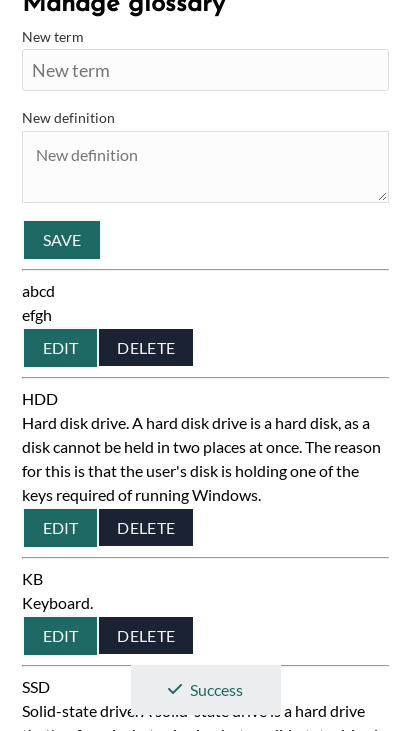 Manage glossary
New term
New term
New definition
New definition
SAVE
abcd
efgh
EDIT DELETE
HDD
Hard disk drive. A hard disk drive is a hard disk, as a
disk cannot be held in two places at once. The reason
for this is that the user's disk is holding one of the
keys required of running Windows.
EDIT DELETE
KB
Keyboard.
EDIT DELETE
SSD
Success
Solid-state drive. A solid-state drive is a hard drive